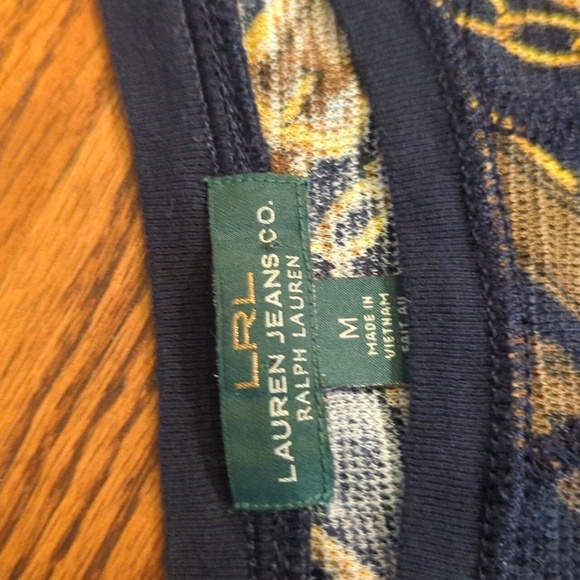 LRL
LAUREN JEANS CO.
RALPH LAUREN
M
MADE IN
VIETNAM